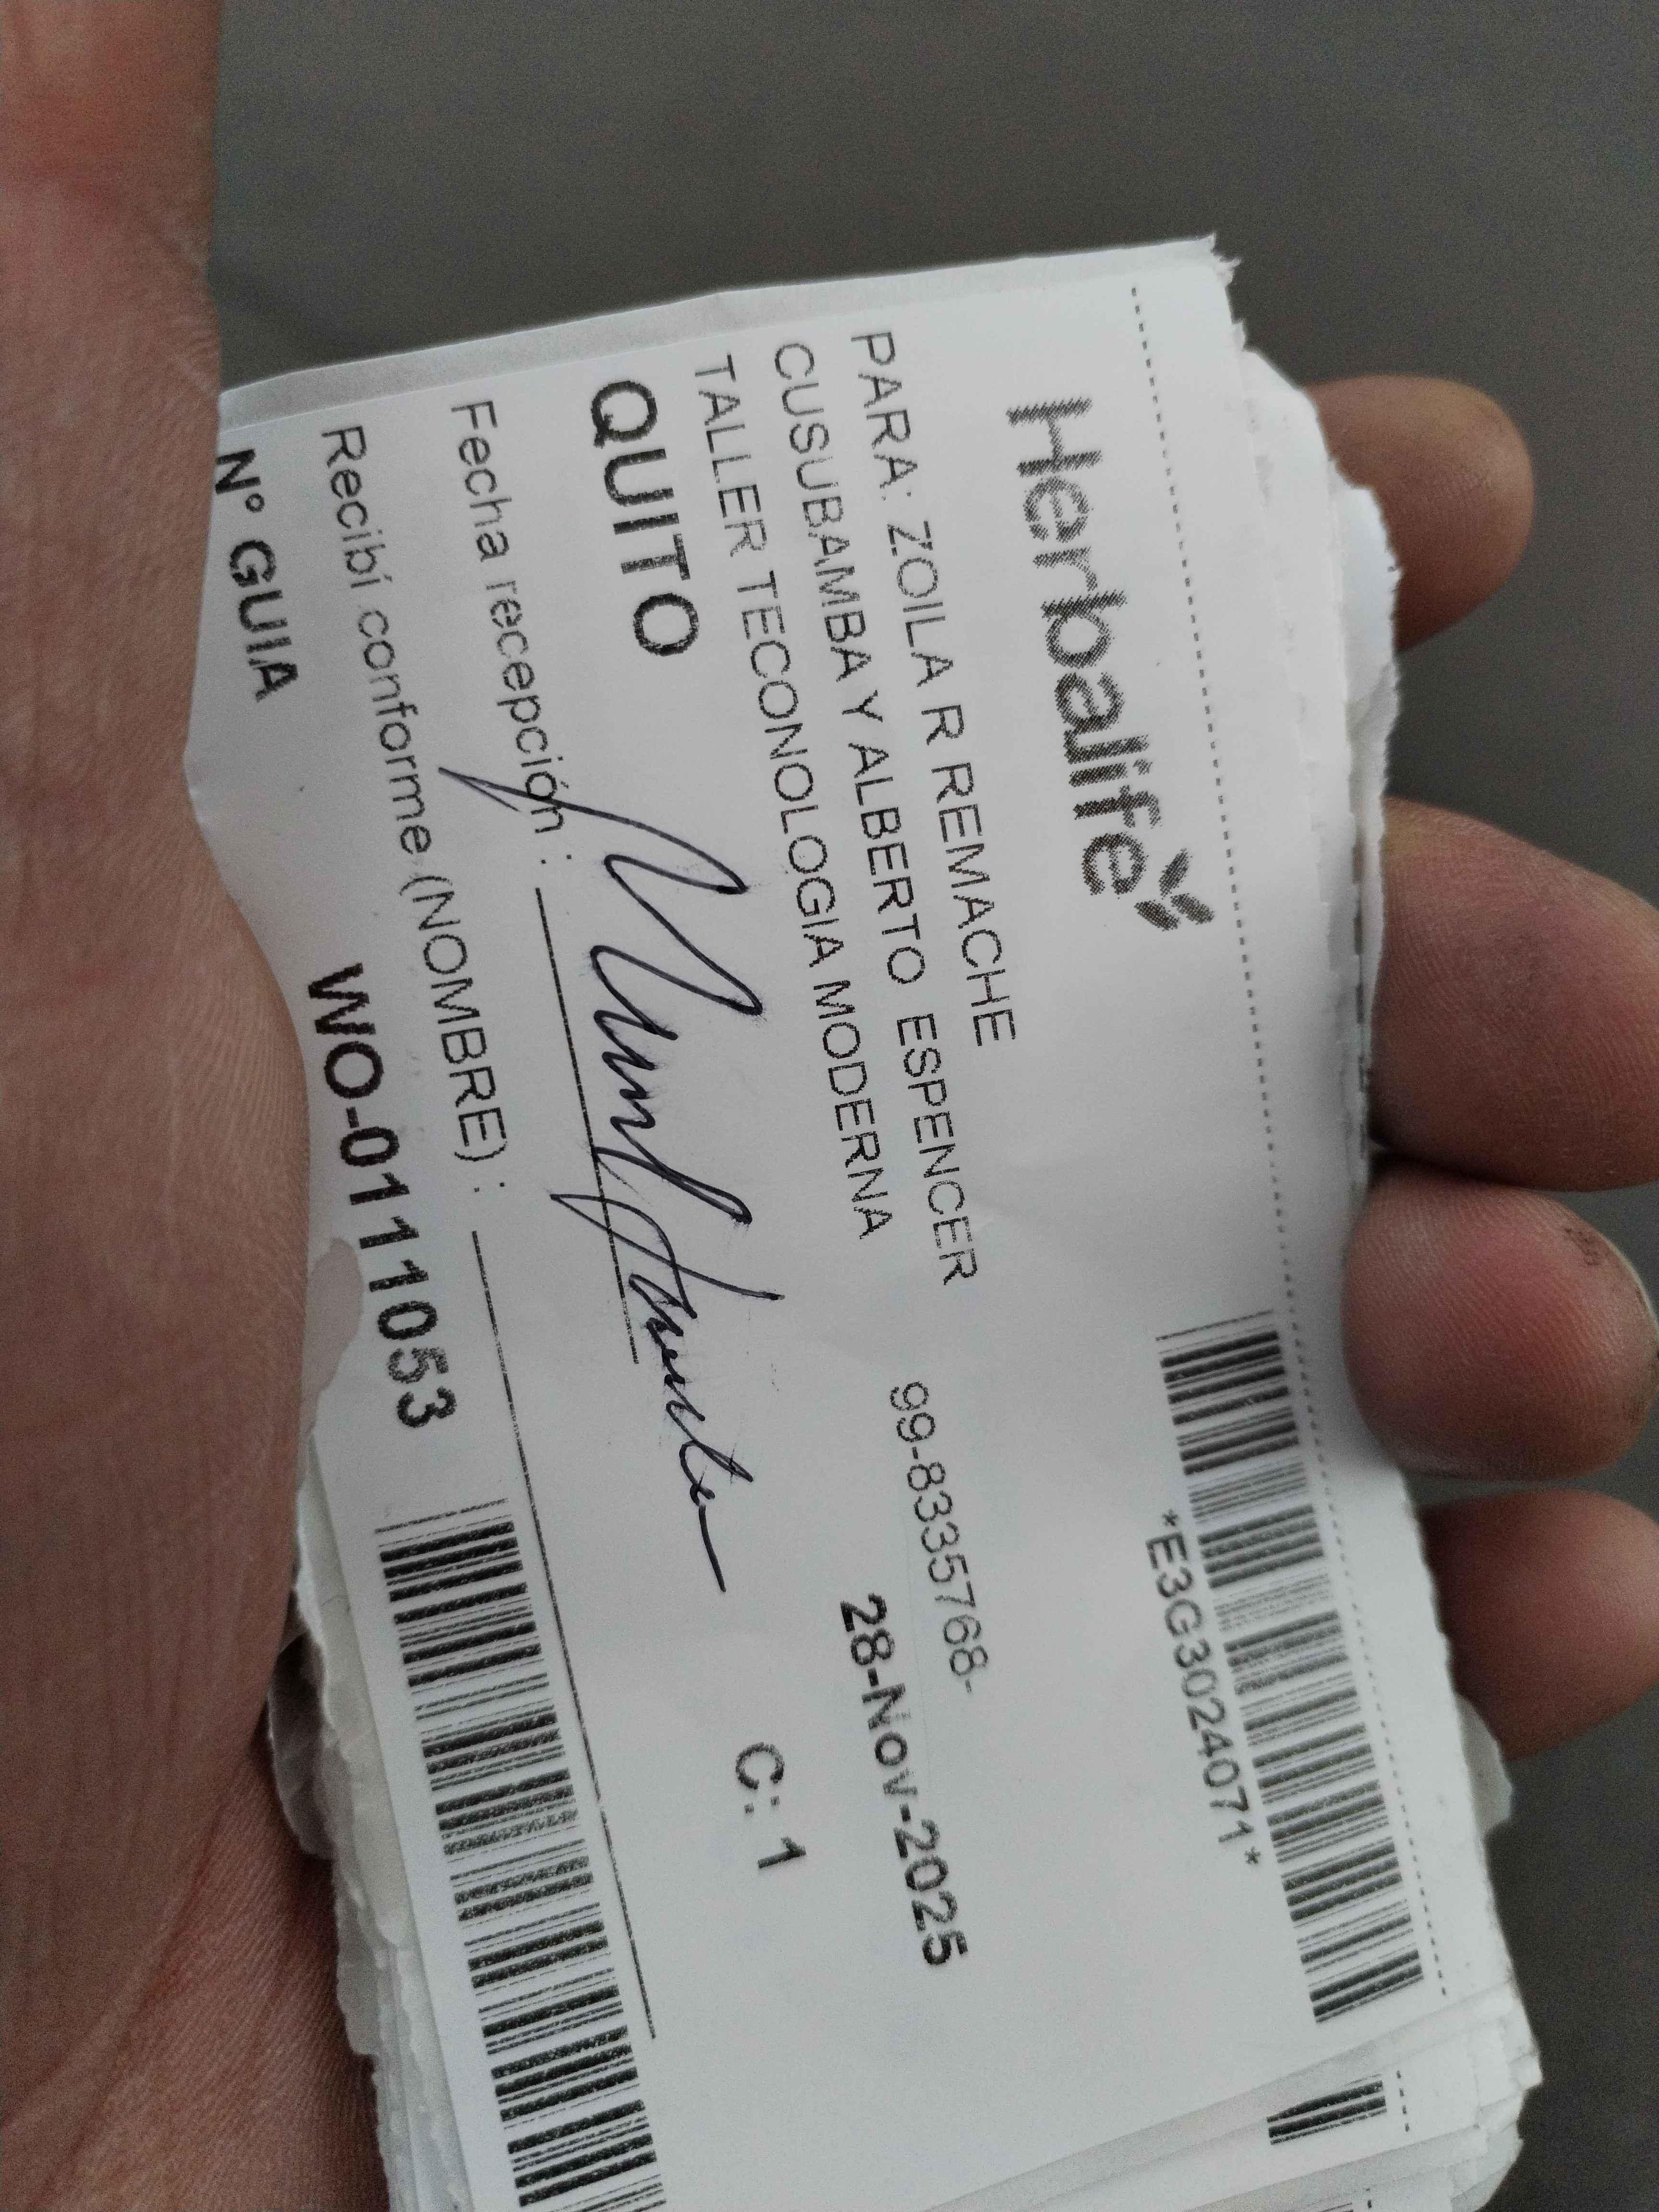 Herbalife
*E3G3024071*
PARA: ZOILA R REMACHE
CUSUBAMBA Y ALBERTO ESPENCER 99-8335768-
TALLER TECONOLOGIA MODERNA 28-Nov-2025
QUITO C: 1
Fecha recepción :
Recibí conforme (NOMBRE) :
N° GUIA WO-0111053